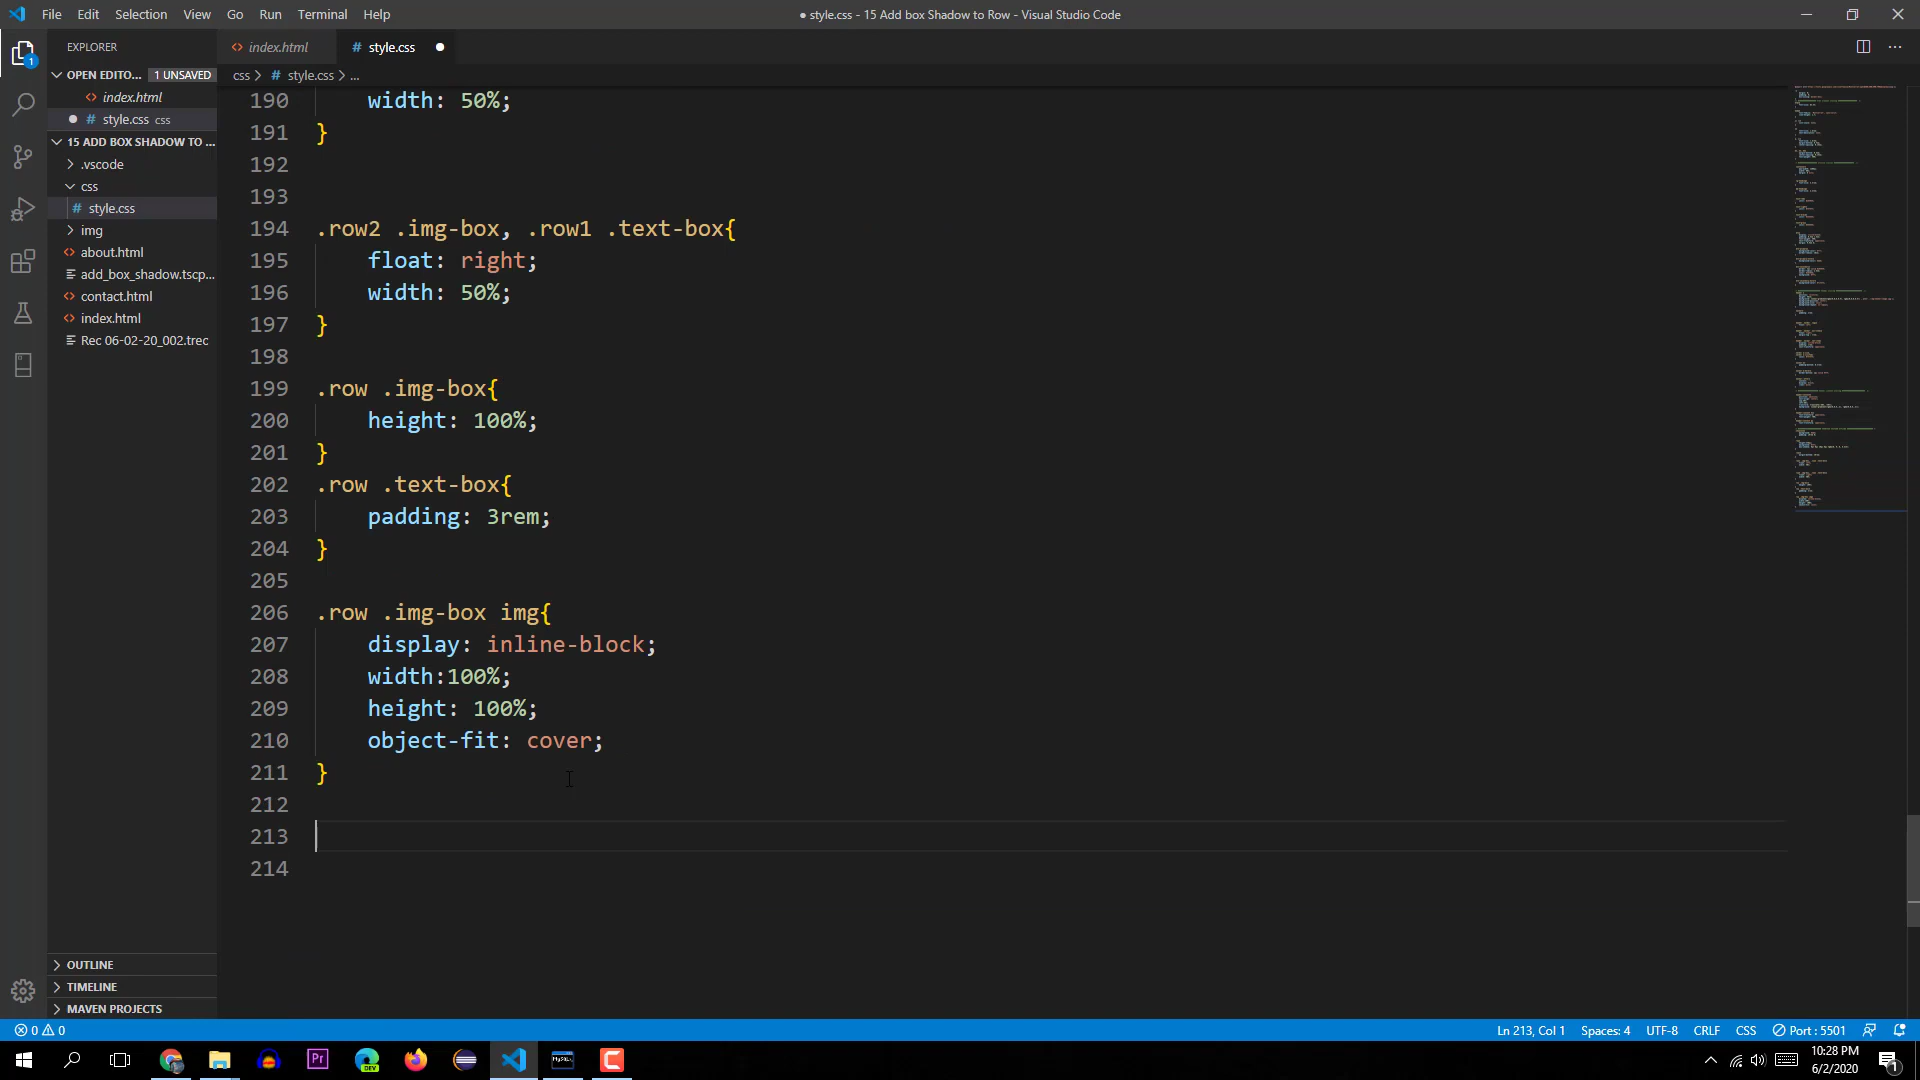 File Edit Selection View Go Run Terminal Help
● style.css - 15 Add box Shadow to Row - Visual Studio Code
EXPLORER
index.html
# style.css ●
OPEN EDITO... 1 UNSAVED
css > # style.css > ...
index.html
# style.css css
15 ADD BOX SHADOW TO ...
.vscode
css
# style.css
img
about.html
add_box_shadow.tscp...
contact.html
index.html
Rec 06-02-20_002.trec
190 width: 50%;
191 }
192
193
194 .row2 .img-box, .row1 .text-box{
195 float: right;
196 width: 50%;
197 }
198
199 .row .img-box{
200 height: 100%;
201 }
202 .row .text-box{
203 padding: 3rem;
204 }
205
206 .row .img-box img{
207 display: inline-block;
208 width:100%;
209 height: 100%;
210 object-fit: cover;
211 }
212
213
214
OUTLINE
TIMELINE
MAVEN PROJECTS
0 0
Ln 213, Col 1 Spaces: 4 UTF-8 CRLF CSS Port : 5501
1
Pr
DEV
MySQL
10:28 PM
6/2/2020
1